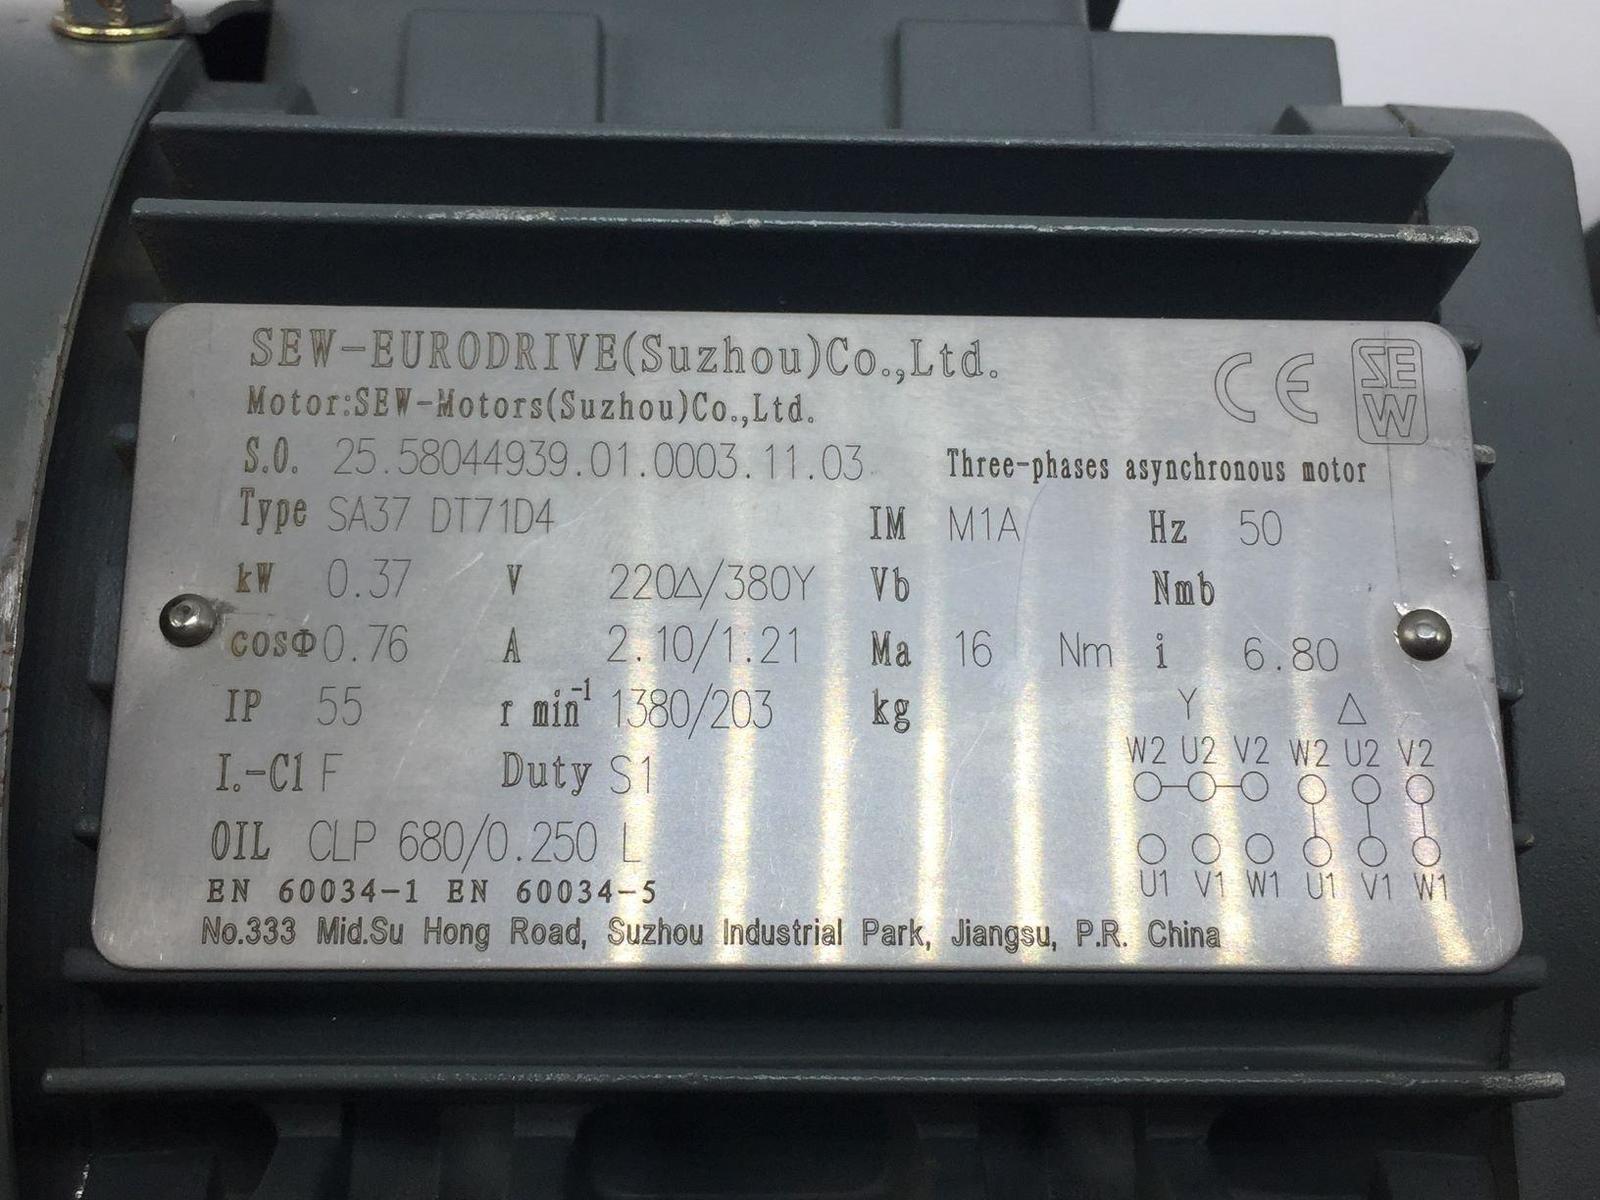 SEW-EURODRIVE(Suzhou)Co.,Ltd.
CE SEW
Motor:SEW-Motors(Suzhou)Co.,Ltd.
S.O. 25.58044939.01.0003.11.03 Three-phases asynchronous motor
Type SA37 DT71D4 IM M1A Hz 50
kW 0.37 V 220△/380Y Vb Nmb
cosΦ0.76 A 2.10/1.21 Ma 16 Nm i 6.80
IP 55 r min⁻¹ 1380/203 kg Y △
W2 U2 V2 W2 U2 V2
I.-Cl F Duty S1
OIL CLP 680/0.250 L
U1 V1 W1 U1 V1 W1
EN 60034-1 EN 60034-5
No.333 Mid.Su Hong Road, Suzhou Industrial Park, Jiangsu, P.R. China